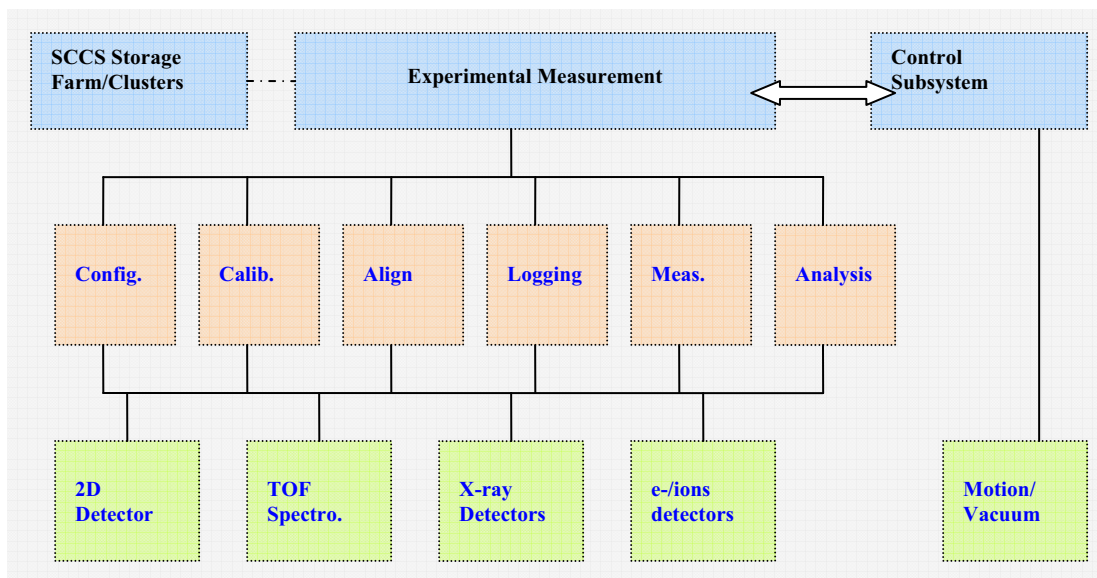 SCCS Storage
Farm/Clusters
Experimental Measurement
Control
Subsystem
Config.
Calib.
Align
Logging
Meas.
Analysis
2D
Detector
TOF
Spectro.
X-ray
Detectors
e-/ions
detectors
Motion/
Vacuum